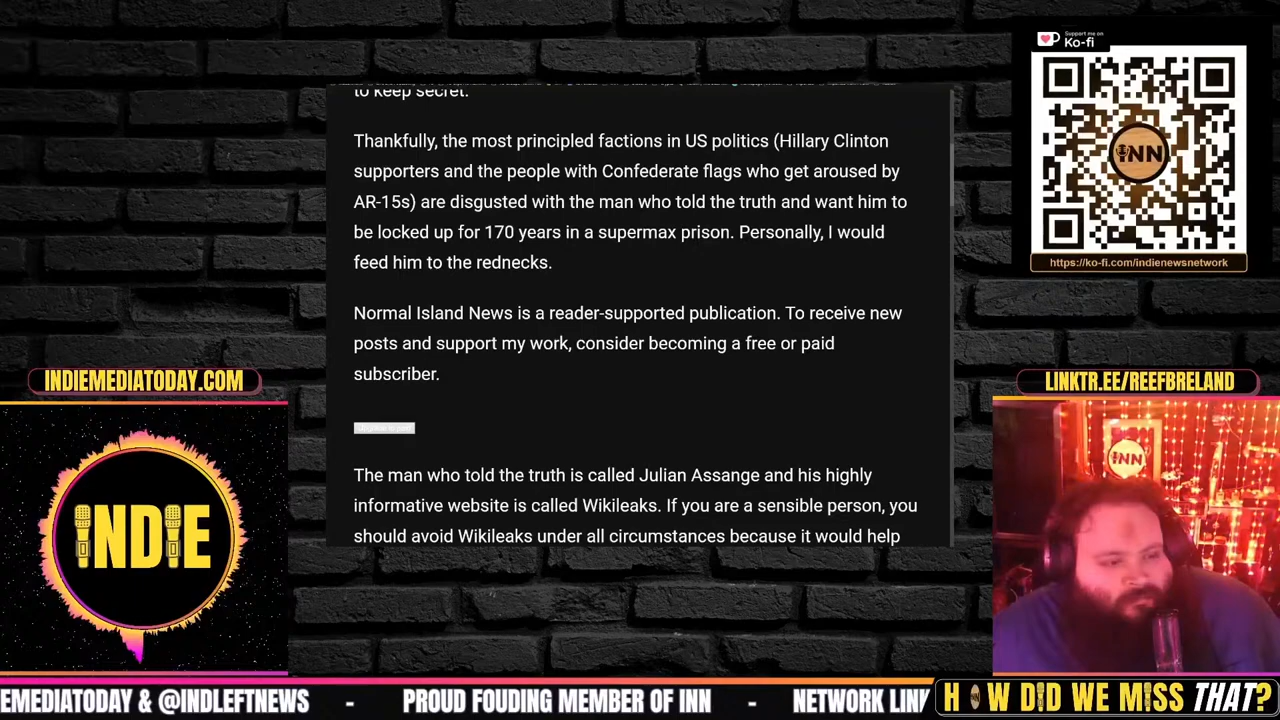 to keep secret.
Thankfully, the most principled factions in US politics (Hillary Clinton
supporters and the people with Confederate flags who get aroused by
AR-15s) are disgusted with the man who told the truth and want him to
be locked up for 170 years in a supermax prison. Personally, I would
feed him to the rednecks.
Normal Island News is a reader-supported publication. To receive new
posts and support my work, consider becoming a free or paid
subscriber.
The man who told the truth is called Julian Assange and his highly
informative website is called Wikileaks. If you are a sensible person, you
should avoid Wikileaks under all circumstances because it would help
Support me on
Ko-fi
INN
https://ko-fi.com/indienewsnetwork
INDIEMEDIATODAY.COM
INDIE
LINKTR.EE/REEFBRELAND
INN
EMEDIATODAY & @INDLEFTNEWS - PROUD FOUDING MEMBER OF INN - NETWORK LINK
HOW DID WE MISS THAT?